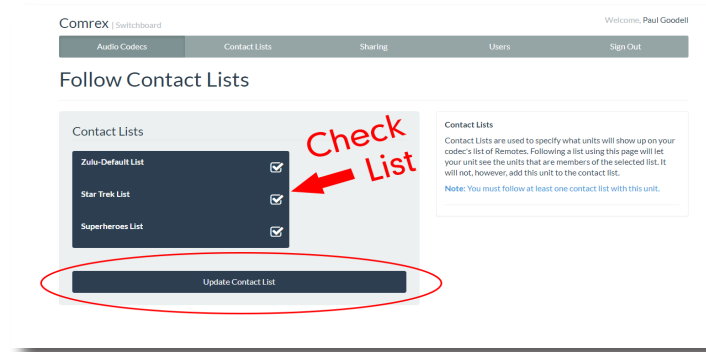 Comrex | Switchboard
Welcome, Paul Goodell
Audio Codecs Contact Lists Sharing Users Sign Out
Follow Contact Lists
Contact Lists
Zulu-Default List
Star Trek List
Superheroes List
Update Contact List
Check
List
Contact Lists
Contact Lists are used to specify what units will show up on your
codec's list of Remotes. Following a list using this page will let
your unit see the units that are members of the selected list. It
will not, however, add this unit to the contact list.
Note: You must follow at least one contact list with this unit.